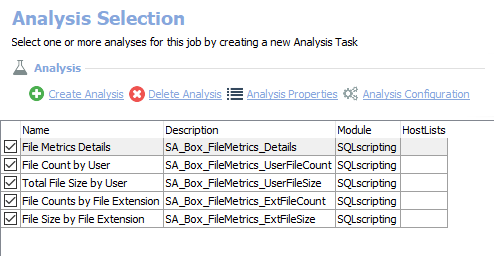 Analysis Selection
Select one or more analyses for this job by creating a new Analysis Task
Analysis
Create Analysis Delete Analysis Analysis Properties Analysis Configuration
Name Description Module HostLists
File Metrics Details SA_Box_FileMetrics_Details SQLscripting
File Count by User SA_Box_FileMetrics_UserFileCount SQLscripting
Total File Size by User SA_Box_FileMetrics_UserFileSize SQLscripting
File Counts by File Extension SA_Box_FileMetrics_ExtFileCount SQLscripting
File Size by File Extension SA_Box_FileMetrics_ExtFileSize SQLscripting